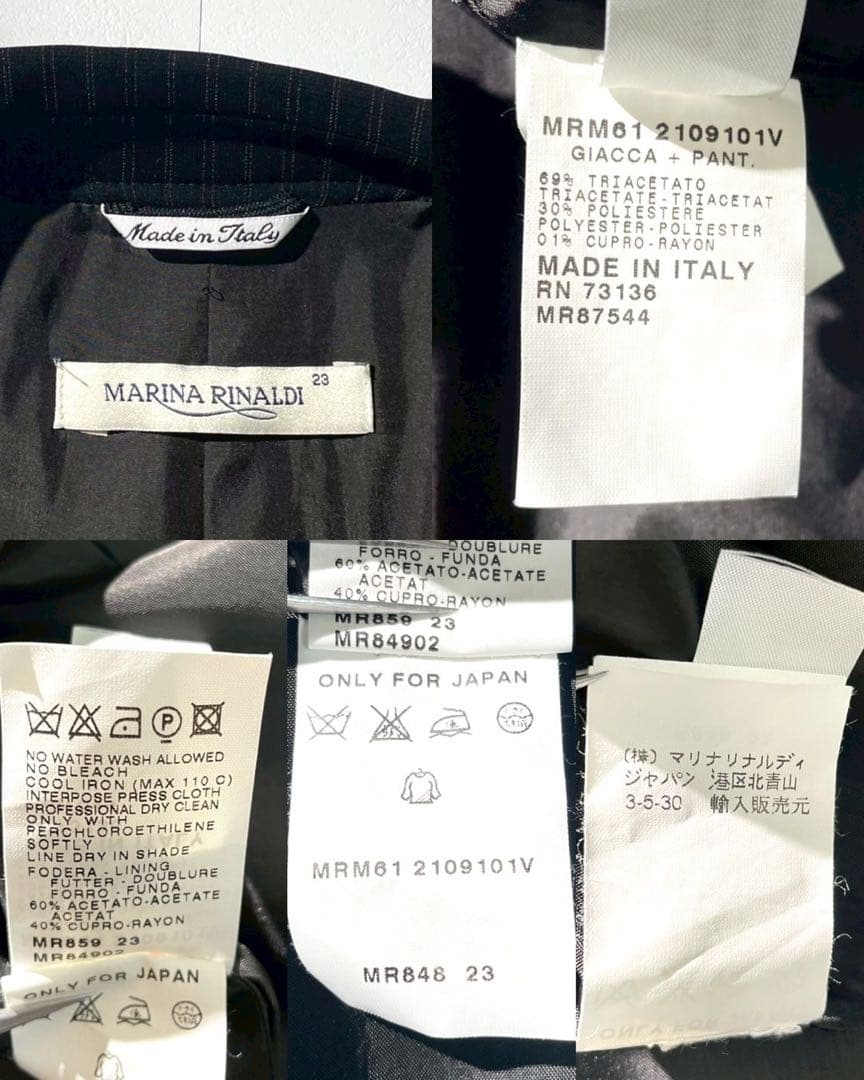 Made in Italy
MARINA RINALDI 23
MRM61 2109101V
GIACCA + PANT.
69% TRIACETATO
TRIACETATE-TRIACETAT
30% POLIESTERE
POLYESTER-POLIESTER
01% CUPRO-RAYON
MADE IN ITALY
RN 73136
MR87544
P
NO WATER WASH ALLOWED
NO BLEACH
COOL IRON (MAX 110 C)
INTERPOSE PRESS CLOTH
PROFESSIONAL DRY CLEAN
ONLY WITH
PERCHLOROETHILENE
SOFTLY
LINE DRY IN SHADE
FODERA - LINING
FUTTER - DOUBLURE
FORRO - FUNDA
60% ACETATO-ACETATE
ACETAT
40% CUPRO-RAYON
MR859 23
MR84902
ONLY FOR JAPAN
DOUBLURE
FORRO - FUNDA
60% ACETATO-ACETATE
ACETAT
40% CUPRO-RAYON
MR859 23
MR84902
ONLY FOR JAPAN
MRM61 2109101V
MR848 23
(株) マリナリナルディ
ジャパン 港区北青山
3-5-30 輸入販売元